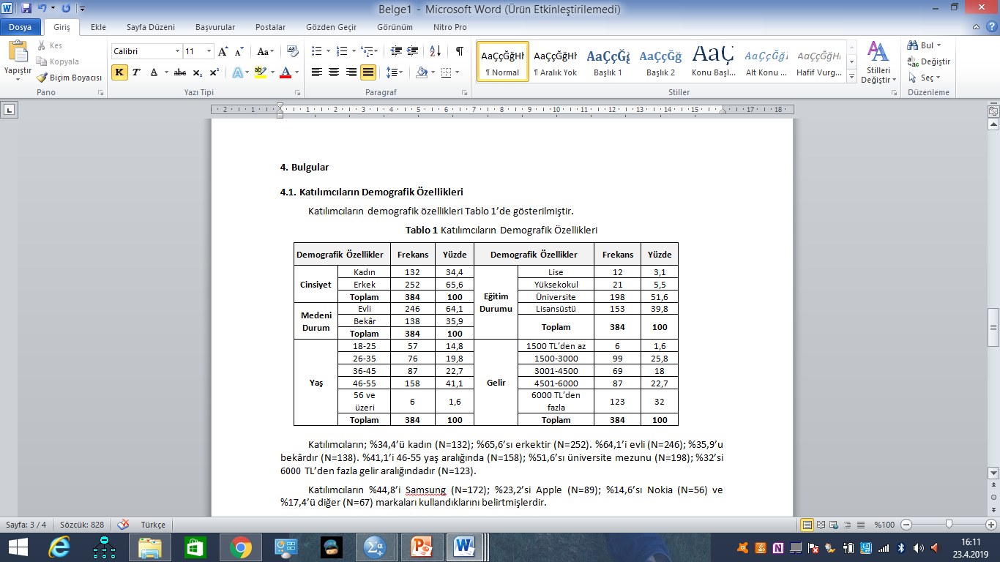 Belge1 - Microsoft Word (Ürün Etkinleştirilemedi)
Dosya Giriş Ekle Sayfa Düzeni Başvurular Postalar Gözden Geçir Görünüm Nitro Pro
Yapıştır
Kes
Kopyala
Biçim Boyacısı
Pano
Calibri 11
Yazı Tipi
Paragraf
AaÇçĞğHł AaÇçĞğHł AaÇçĞğ AaÇçĞğ AaÇç AaÇçĞğI AaÇçĞğHł
¶ Normal ¶ Aralık Yok Başlık 1 Başlık 2 Konu Başl... Alt Konu ... Hafif Vurg...
Stilleri Değiştir
Stiller
Bul
Değiştir
Seç
Düzenleme
4. Bulgular
4.1. Katılımcıların Demografik Özellikleri
Katılımcıların demografik özellikleri Tablo 1’de gösterilmiştir.
Tablo 1 Katılımcıların Demografik Özellikleri
Demografik Özellikler Frekans Yüzde Demografik Özellikler Frekans Yüzde
Cinsiyet
Kadın 132 34,4
Erkek 252 65,6
Toplam 384 100
Medeni Durum
Evli 246 64,1
Bekâr 138 35,9
Toplam 384 100
Eğitim Durumu
Lise 12 3,1
Yüksekokul 21 5,5
Üniversite 198 51,6
Lisansüstü 153 39,8
Toplam 384 100
Yaş
18-25 57 14,8
26-35 76 19,8
36-45 87 22,7
46-55 158 41,1
56 ve üzeri 6 1,6
Toplam 384 100
Gelir
1500 TL’den az 6 1,6
1500-3000 99 25,8
3001-4500 69 18
4501-6000 87 22,7
6000 TL’den fazla 123 32
Toplam 384 100
Katılımcıların; %34,4’ü kadın (N=132); %65,6’sı erkektir (N=252). %64,1’i evli (N=246); %35,9’u
bekârdır (N=138). %41,1’i 46-55 yaş aralığında (N=158); %51,6’sı üniversite mezunu (N=198); %32’si
6000 TL’den fazla gelir aralığındadır (N=123).
Katılımcıların %44,8’i Samsung (N=172); %23,2’si Apple (N=89); %14,6’sı Nokia (N=56) ve
%17,4’ü diğer (N=67) markaları kullandıklarını belirtmişlerdir.
Sayfa: 3 / 4 Sözcük: 828 Türkçe %100
16:11
23.4.2019